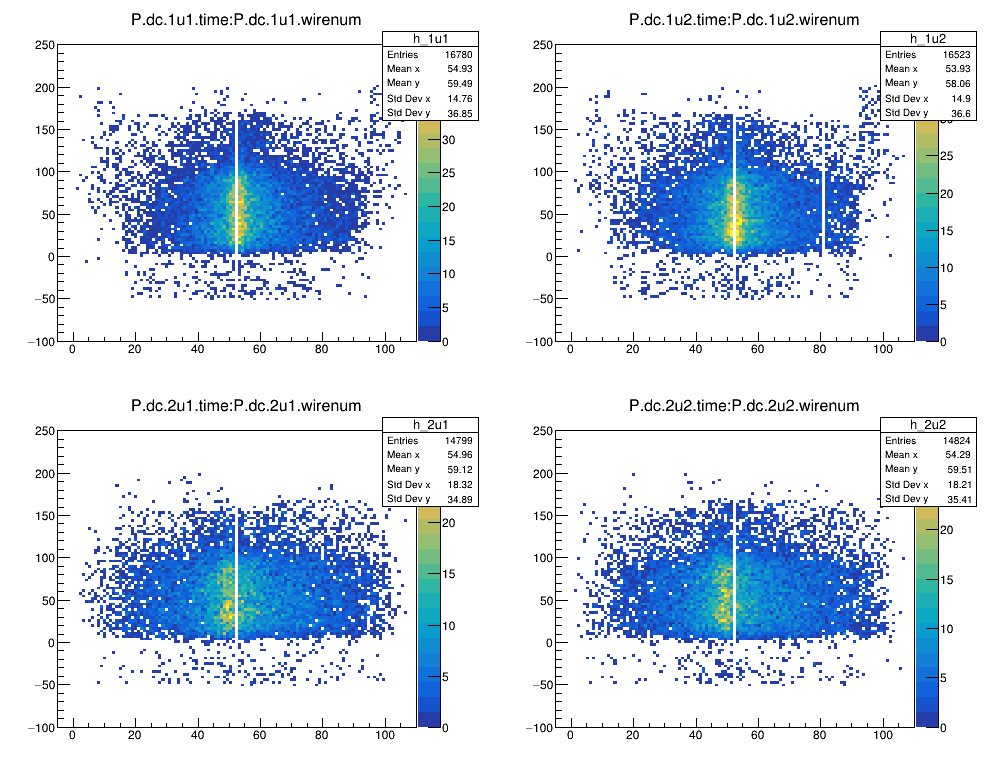 P.dc.1u1.time:P.dc.1u1.wirenum
h_1u1
Entries 16780
Mean x 54.93
Mean y 59.49
Std Dev x 14.76
Std Dev y 36.85
250
200
150
100
50
0
−50
−100
0 20 40 60 80 100
30
25
20
15
10
5
0
P.dc.1u2.time:P.dc.1u2.wirenum
h_1u2
Entries 16523
Mean x 53.93
Mean y 58.06
Std Dev x 14.9
Std Dev y 36.6
250
200
150
100
50
0
−50
−100
0 20 40 60 80 100
25
20
15
10
5
0
P.dc.2u1.time:P.dc.2u1.wirenum
h_2u1
Entries 14799
Mean x 54.96
Mean y 59.12
Std Dev x 18.32
Std Dev y 34.89
250
200
150
100
50
0
−50
−100
0 20 40 60 80 100
20
15
10
5
0
P.dc.2u2.time:P.dc.2u2.wirenum
h_2u2
Entries 14824
Mean x 54.29
Mean y 59.51
Std Dev x 18.21
Std Dev y 35.41
250
200
150
100
50
0
−50
−100
0 20 40 60 80 100
20
15
10
5
0